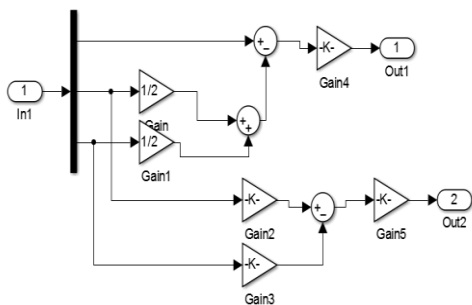 1
In1
+
−
-K-
Gain4
1
Out1
1/2
Gain
+
+
1/2
Gain1
-K-
Gain2
+
−
-K-
Gain5
2
Out2
-K-
Gain3